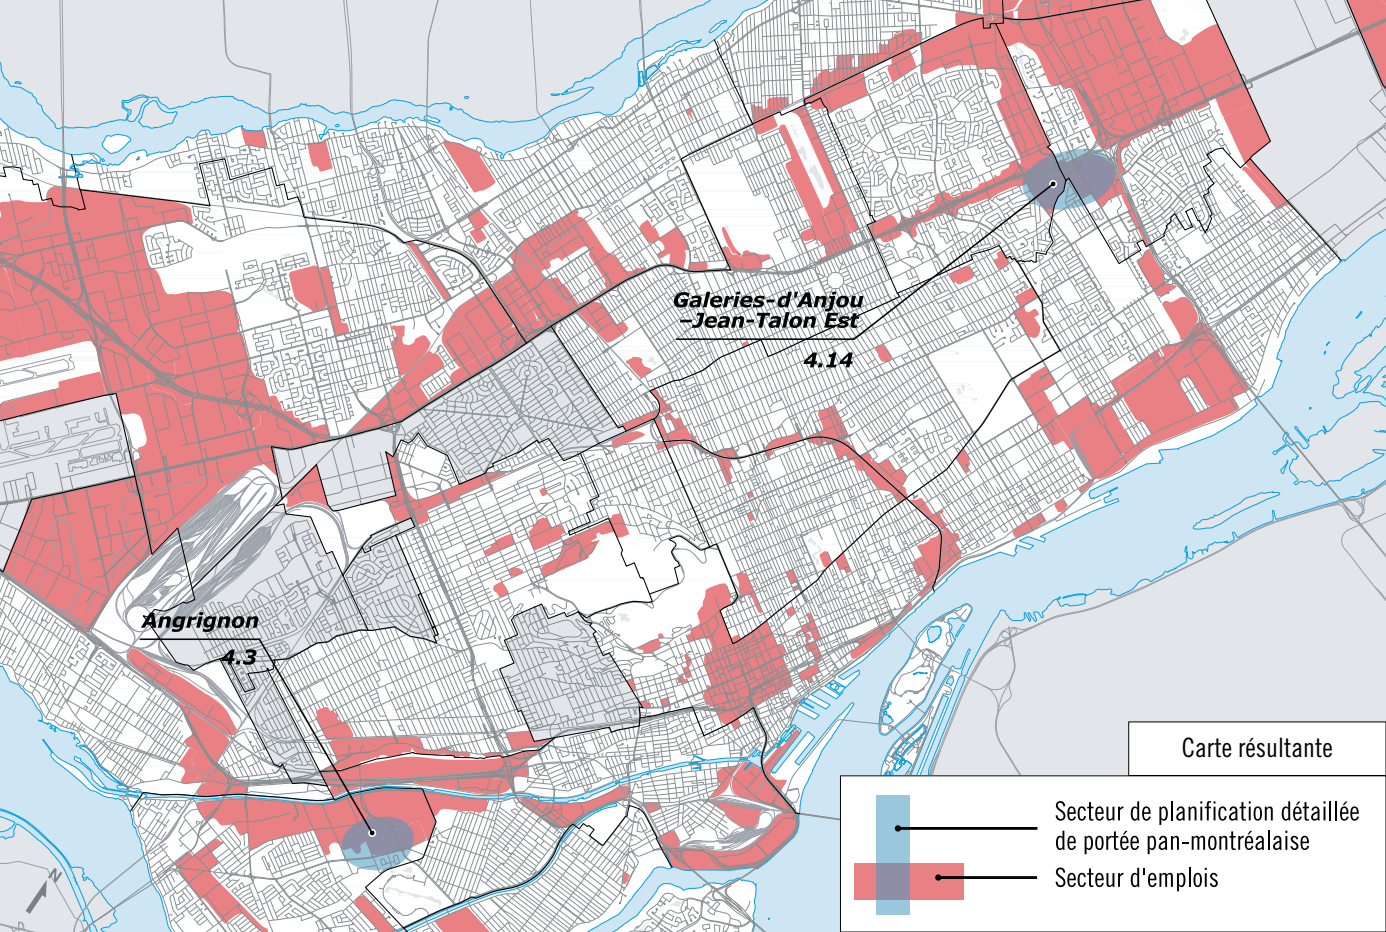 Galeries-d'Anjou
–Jean-Talon Est
4.14
Angrignon
4.3
Carte résultante
Secteur de planification détaillée
de portée pan-montréalaise
Secteur d'emplois
N